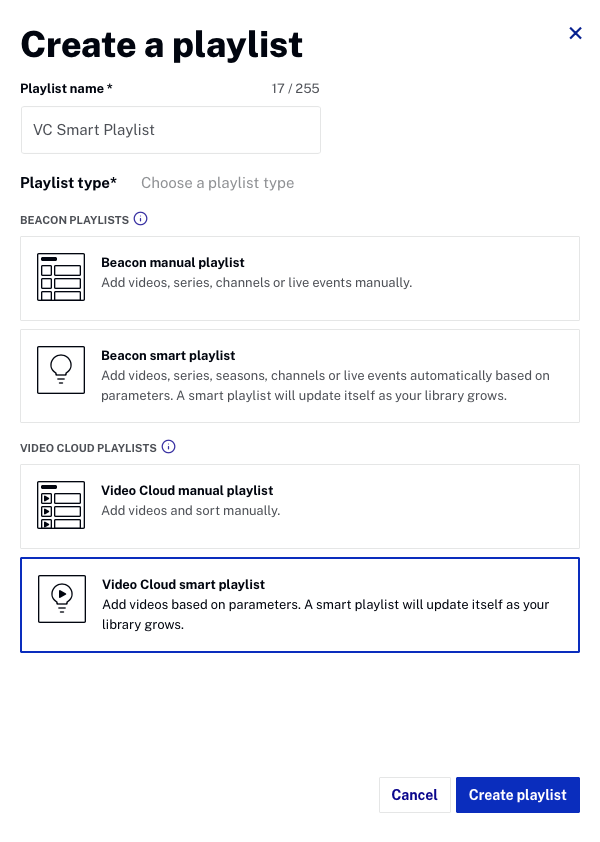 Create a playlist
Playlist name * 17 / 255
VC Smart Playlist
Playlist type* Choose a playlist type
BEACON PLAYLISTS
Beacon manual playlist
Add videos, series, channels or live events manually.
Beacon smart playlist
Add videos, series, seasons, channels or live events automatically based on
parameters. A smart playlist will update itself as your library grows.
VIDEO CLOUD PLAYLISTS
Video Cloud manual playlist
Add videos and sort manually.
Video Cloud smart playlist
Add videos based on parameters. A smart playlist will update itself as your
library grows.
Cancel Create playlist